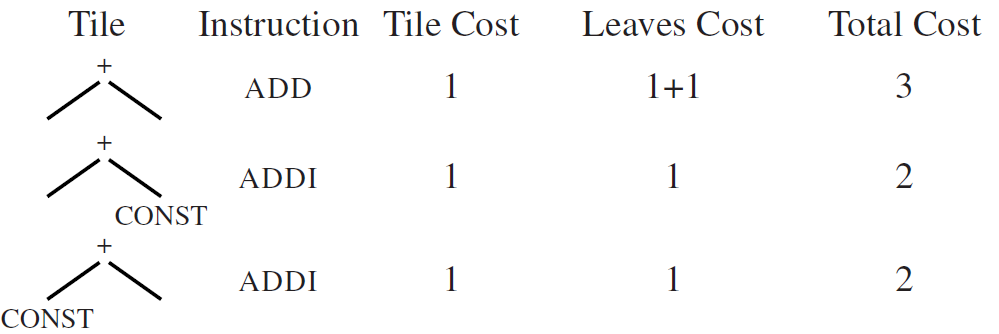 Tile Instruction Tile Cost Leaves Cost Total Cost
+
ADD 1 1+1 3
+
ADDI 1 1 2
CONST
+
ADDI 1 1 2
CONST